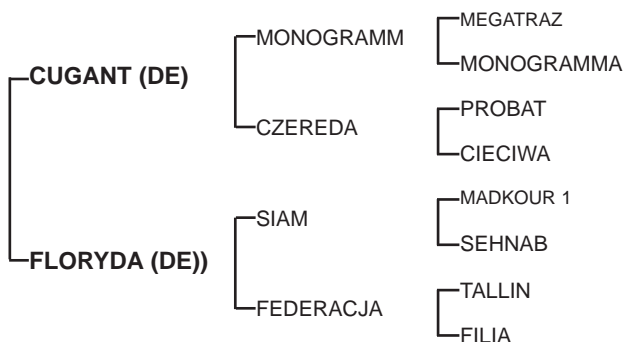 MEGATRAZ
MONOGRAMM
MONOGRAMMA
CUGANT (DE)
PROBAT
CZEREDA
CIECIWA
MADKOUR 1
SIAM
SEHNAB
FLORYDA (DE))
TALLIN
FEDERACJA
FILIA